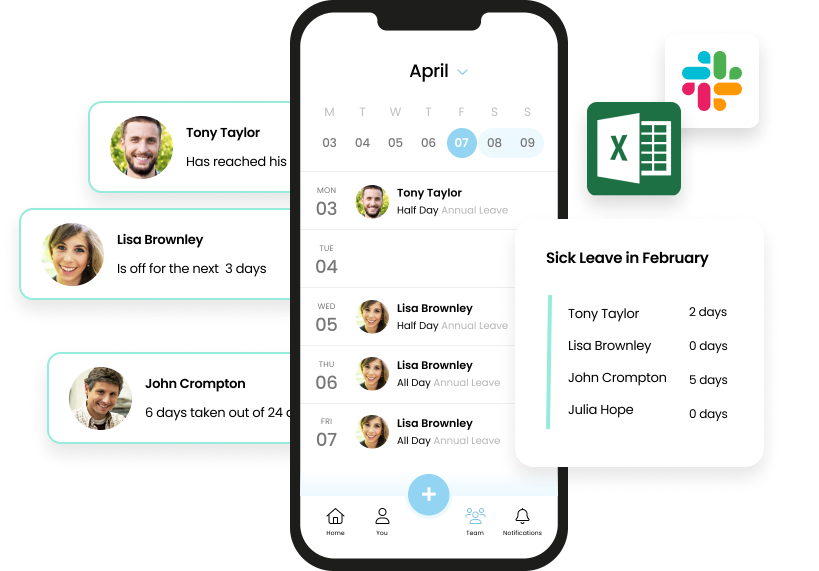 April
M T W T F S S
03 04 05 06 07 08 09
Tony Taylor
Has reached his
Lisa Brownley
Is off for the next 3 days
John Crompton
6 days taken out of 24
MON
03
Tony Taylor
Half Day Annual Leave
TUE
04
WED
05
Lisa Brownley
Half Day Annual Leave
THU
06
Lisa Brownley
All Day Annual Leave
FRI
07
Lisa Brownley
All Day Annual Leave
+
Home You Team Notifications
X
Sick Leave in February
Tony Taylor 2 days
Lisa Brownley 0 days
John Crompton 5 days
Julia Hope 0 days